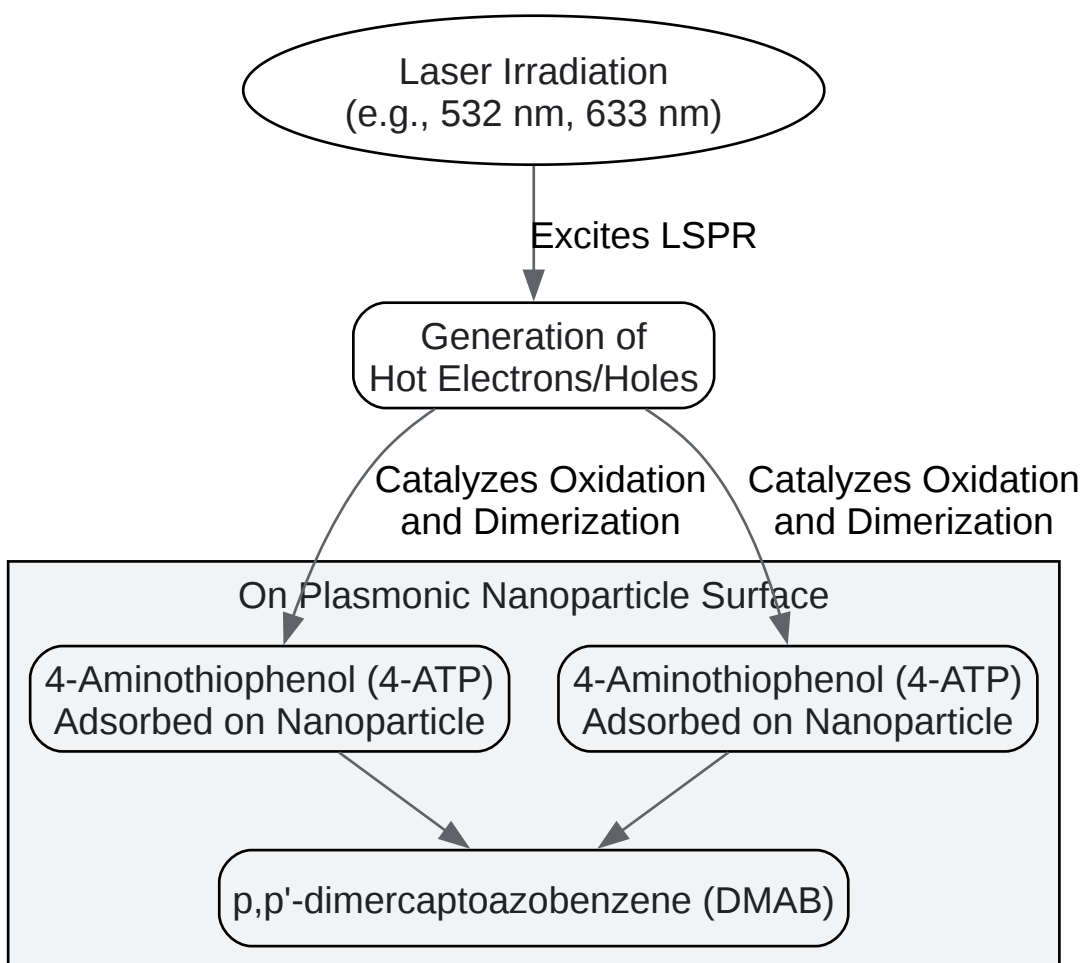 Laser Irradiation
(e.g., 532 nm, 633 nm)
Excites LSPR
Generation of
Hot Electrons/Holes
Catalyzes Oxidation
and Dimerization
Catalyzes Oxidation
and Dimerization
On Plasmonic Nanoparticle Surface
4-Aminothiophenol (4-ATP)
Adsorbed on Nanoparticle
4-Aminothiophenol (4-ATP)
Adsorbed on Nanoparticle
p,p'-dimercaptoazobenzene (DMAB)